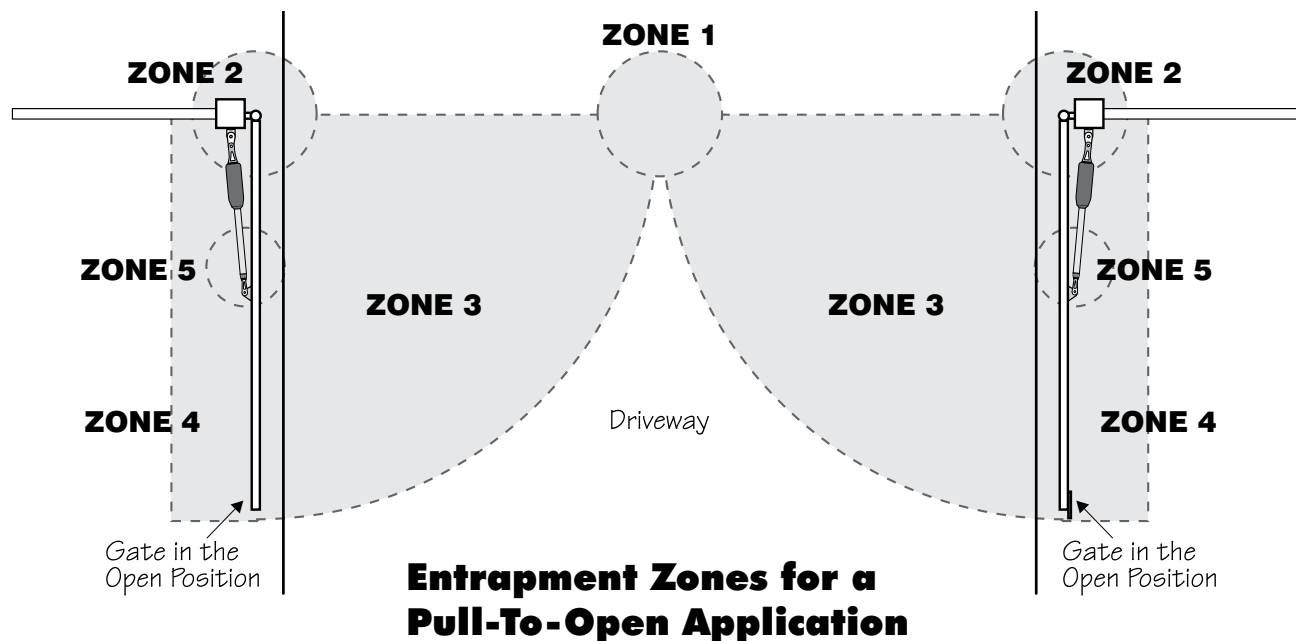 ZONE 1
ZONE 2
ZONE 2
ZONE 5
ZONE 5
ZONE 3
ZONE 3
ZONE 4
Driveway
ZONE 4
Gate in the
Open Position
Gate in the
Open Position
Entrapment Zones for a
Pull-To-Open Application